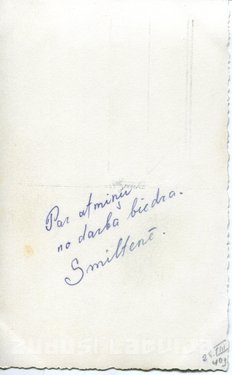 Par atmiņu
no darba biedra.
Smiltenē.